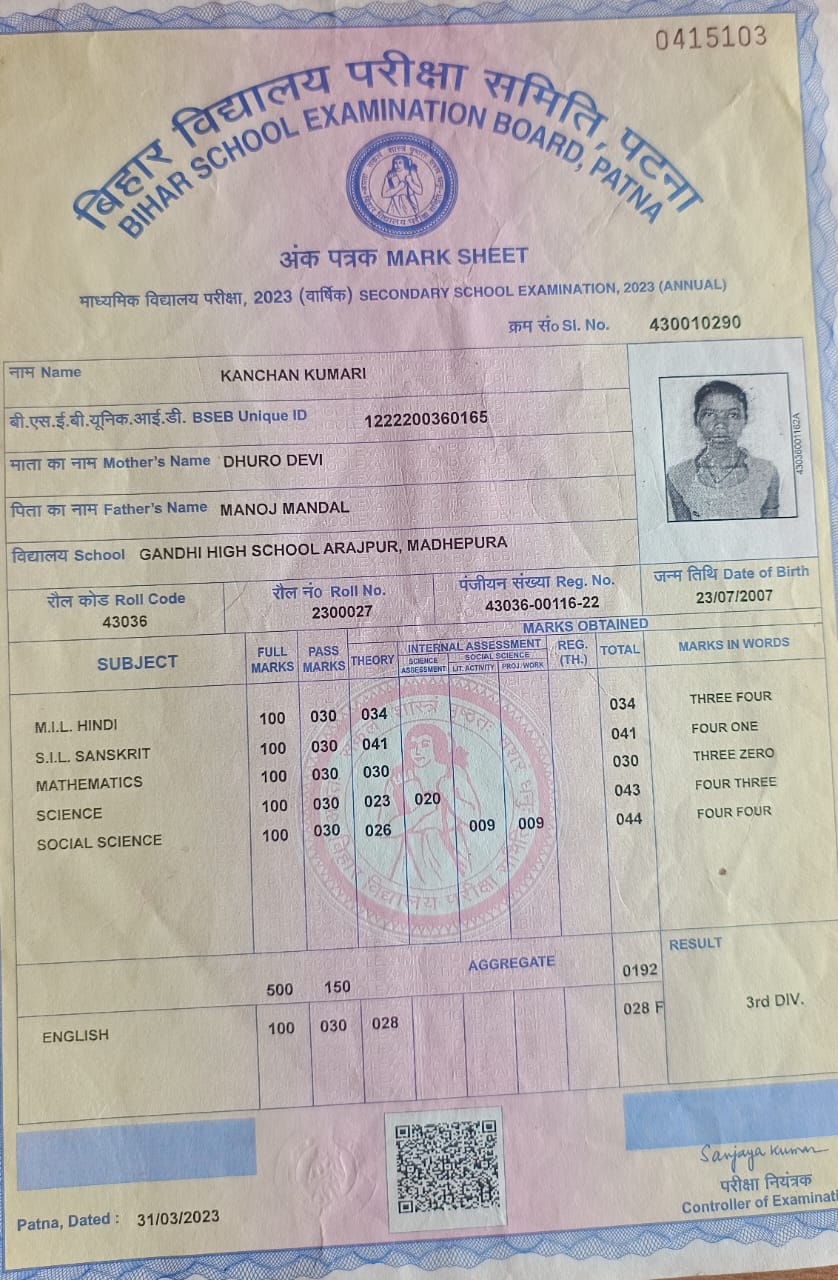 0415103
बिहार विद्यालय परीक्षा समिति, पटना
BIHAR SCHOOL EXAMINATION BOARD, PATNA
अंक पत्रक MARK SHEET
माध्यमिक विद्यालय परीक्षा, 2023 (वार्षिक) SECONDARY SCHOOL EXAMINATION, 2023 (ANNUAL)
क्रम सं० Sl. No. 430010290
नाम Name KANCHAN KUMARI
बी.एस.ई.बी.यूनिक.आई.डी. BSEB Unique ID 1222200360165
माता का नाम Mother's Name DHURO DEVI
पिता का नाम Father's Name MANOJ MANDAL
विद्यालय School GANDHI HIGH SCHOOL ARAJPUR, MADHEPURA
43036001162A
रौल कोड Roll Code रौल नं० Roll No. पंजीयन संख्या Reg. No. जन्म तिथि Date of Birth
43036 2300027 43036-00116-22 23/07/2007
SUBJECT FULL MARKS PASS MARKS MARKS OBTAINED
THEORY INTERNAL ASSESSMENT REG. (TH.) TOTAL MARKS IN WORDS
SCIENCE ASSESSMENT SOCIAL SCIENCE
LIT. ACTIVITY PROJ. WORK
M.I.L. HINDI 100 030 034 034 THREE FOUR
S.I.L. SANSKRIT 100 030 041 041 FOUR ONE
MATHEMATICS 100 030 030 030 THREE ZERO
SCIENCE 100 030 023 020 043 FOUR THREE
SOCIAL SCIENCE 100 030 026 009 009 044 FOUR FOUR
500 150 AGGREGATE 0192 RESULT
ENGLISH 100 030 028 028 F 3rd DIV.
Sanjaya Kumar
परीक्षा नियंत्रक
Controller of Examinati
Patna, Dated : 31/03/2023